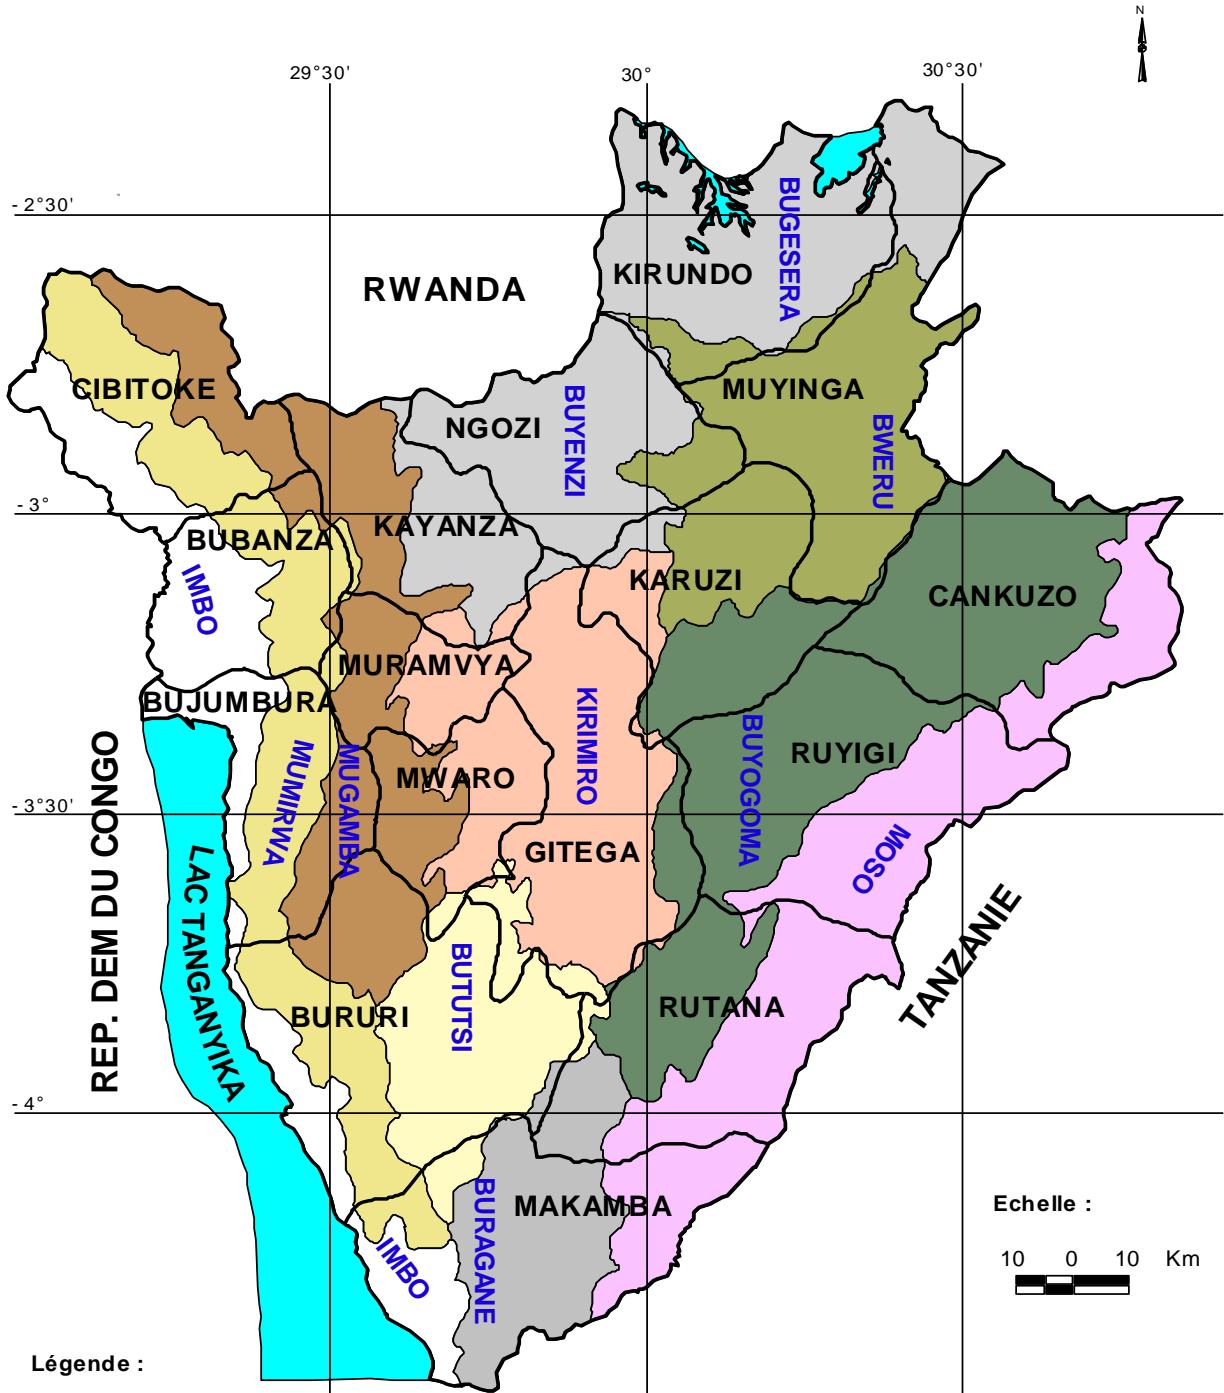 N
29°30'
30°
30°30'
- 2°30'
BUGESERA
KIRUNDO
RWANDA
CIBITOKE
MUYINGA
BUYENZI
NGOZI
BWERU
- 3°
KAYANZA
BUBANZA
IMBO
KARUZI
CANKUZO
MURAMVYA
BUJUMBURA
KIRIMIRO
BUYOGOMA
RUYIGI
MUMIRWA
MUGAMBA
MWARO
- 3°30'
GITEGA
MOSO
REP. DEM DU CONGO
LAC TANGANYIKA
TANZANIE
BUTUTSI
BURURI
RUTANA
- 4°
BURAGANE
MAKAMBA
IMBO
Echelle :
10 0 10 Km
Légende :